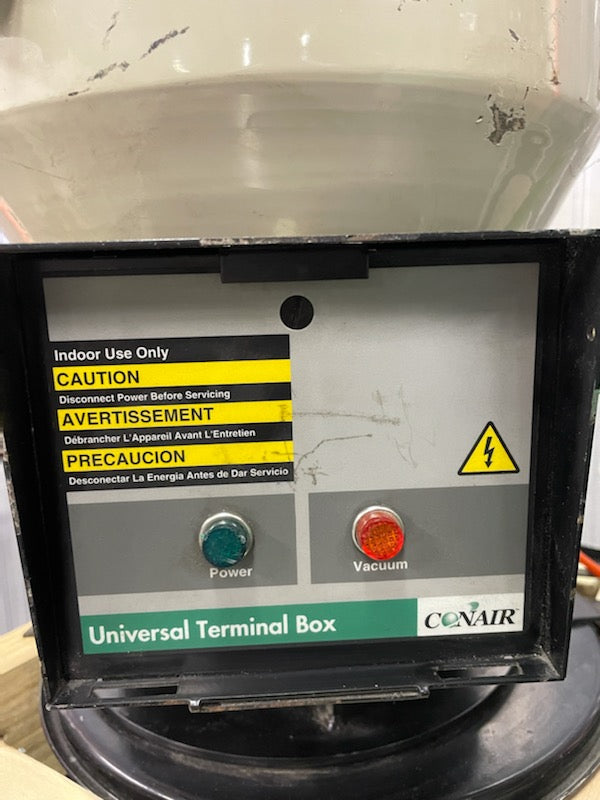 Indoor Use Only
CAUTION
Disconnect Power Before Servicing
AVERTISSEMENT
Débrancher L'Appareil Avant L'Entretien
PRECAUCION
Desconectar La Energia Antes de Dar Servicio
Power
Vacuum
Universal Terminal Box
CONAIR